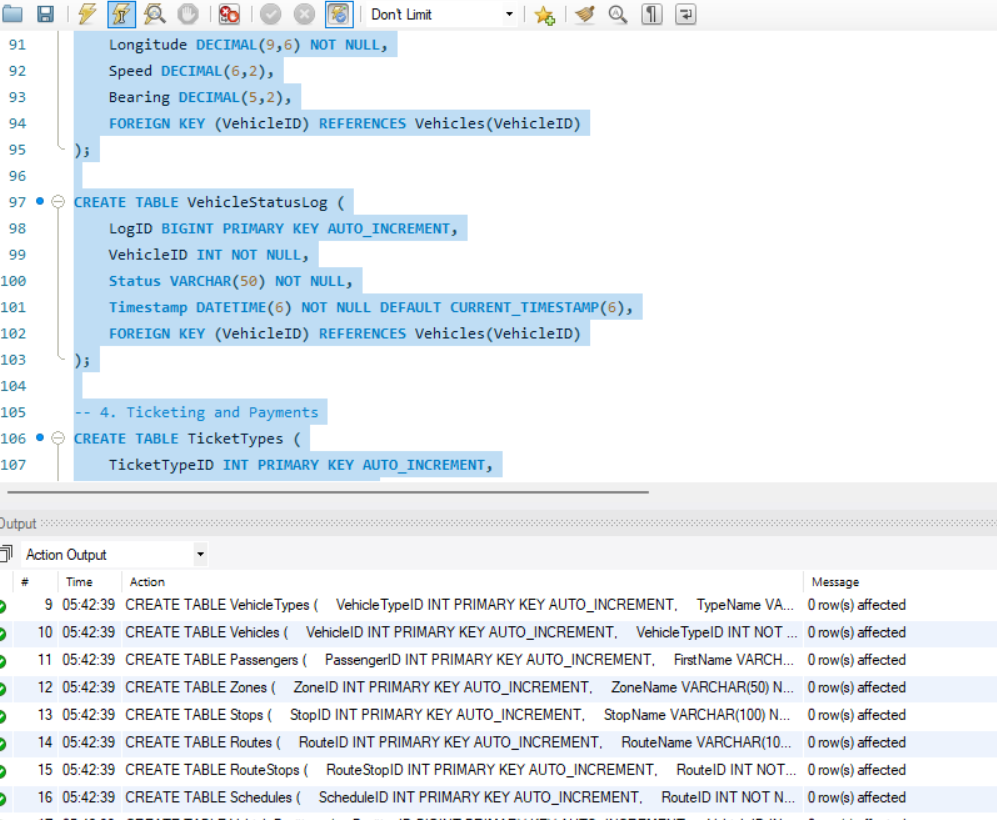 Don't Limit
91 Longitude DECIMAL(9,6) NOT NULL,
92 Speed DECIMAL(6,2),
93 Bearing DECIMAL(5,2),
94 FOREIGN KEY (VehicleID) REFERENCES Vehicles(VehicleID)
95 );
96
97 CREATE TABLE VehicleStatusLog (
98 LogID BIGINT PRIMARY KEY AUTO_INCREMENT,
99 VehicleID INT NOT NULL,
100 Status VARCHAR(50) NOT NULL,
101 Timestamp DATETIME(6) NOT NULL DEFAULT CURRENT_TIMESTAMP(6),
102 FOREIGN KEY (VehicleID) REFERENCES Vehicles(VehicleID)
103 );
104
105 -- 4. Ticketing and Payments
106 CREATE TABLE TicketTypes (
107 TicketTypeID INT PRIMARY KEY AUTO_INCREMENT,
Output
Action Output
# Time Action Message
9 05:42:39 CREATE TABLE VehicleTypes ( VehicleTypeID INT PRIMARY KEY AUTO_INCREMENT, TypeName VA... 0 row(s) affected
10 05:42:39 CREATE TABLE Vehicles ( VehicleID INT PRIMARY KEY AUTO_INCREMENT, VehicleTypeID INT NOT ... 0 row(s) affected
11 05:42:39 CREATE TABLE Passengers ( PassengerID INT PRIMARY KEY AUTO_INCREMENT, FirstName VARCH... 0 row(s) affected
12 05:42:39 CREATE TABLE Zones ( ZoneID INT PRIMARY KEY AUTO_INCREMENT, ZoneName VARCHAR(50) N... 0 row(s) affected
13 05:42:39 CREATE TABLE Stops ( StopID INT PRIMARY KEY AUTO_INCREMENT, StopName VARCHAR(100) N... 0 row(s) affected
14 05:42:39 CREATE TABLE Routes ( RouteID INT PRIMARY KEY AUTO_INCREMENT, RouteName VARCHAR(10... 0 row(s) affected
15 05:42:39 CREATE TABLE RouteStops ( RouteStopID INT PRIMARY KEY AUTO_INCREMENT, RouteID INT NOT... 0 row(s) affected
16 05:42:39 CREATE TABLE Schedules ( ScheduleID INT PRIMARY KEY AUTO_INCREMENT, RouteID INT NOT N... 0 row(s) affected